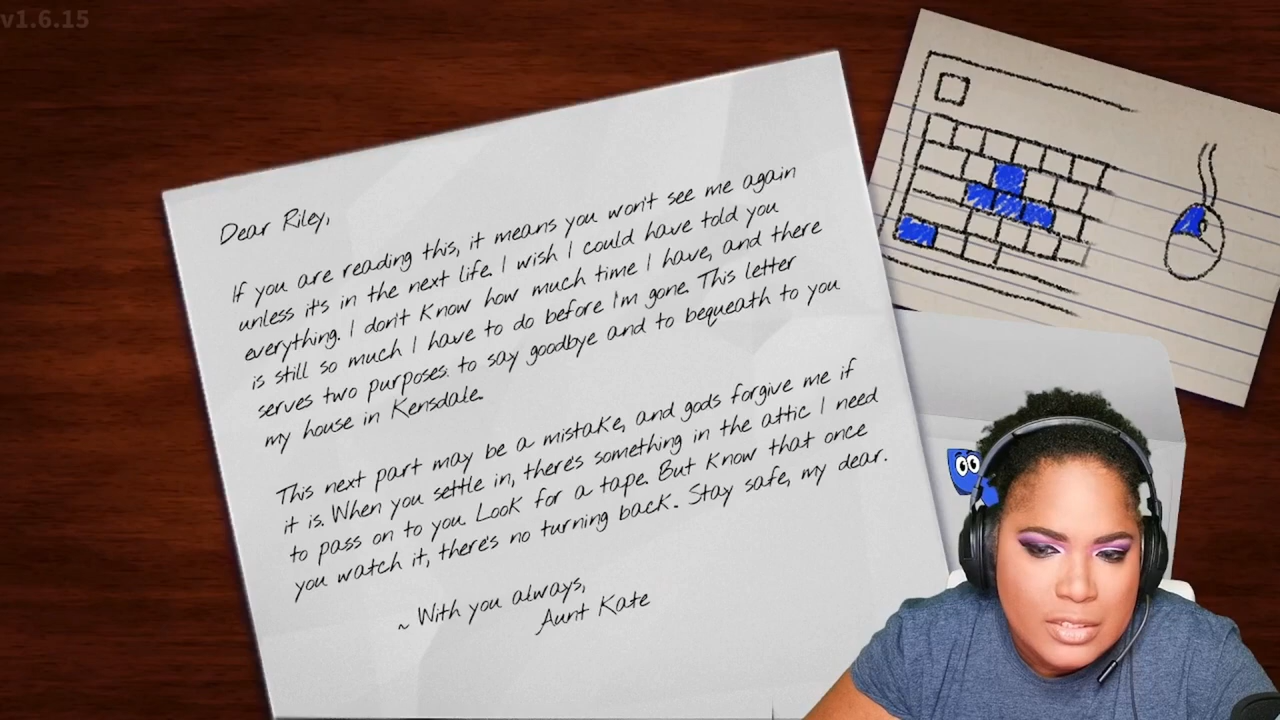 v1.6.15
Dear Riley,
If you are reading this, it means you won't see me again
unless it's in the next life. I wish I could have told you
everything. I don't know how much time I have, and there
is still so much I have to do before I'm gone. This letter
serves two purposes: to say goodbye and to bequeath to you
my house in Kensdale.
This next part may be a mistake, and gods forgive me if
it is. When you settle in, there's something in the attic I need
to pass on to you. Look for a tape. But know that once
you watch it, there's no turning back. Stay safe, my dear.
~ With you always,
Aunt Kate